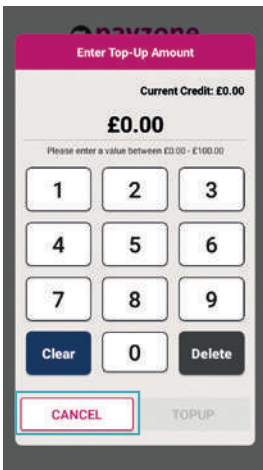 payzone
Enter Top-Up Amount
Current Credit: £0.00
£0.00
Please enter a value between £0.00 - £100.00
1 2 3
4 5 6
7 8 9
Clear 0 Delete
CANCEL TOPUP